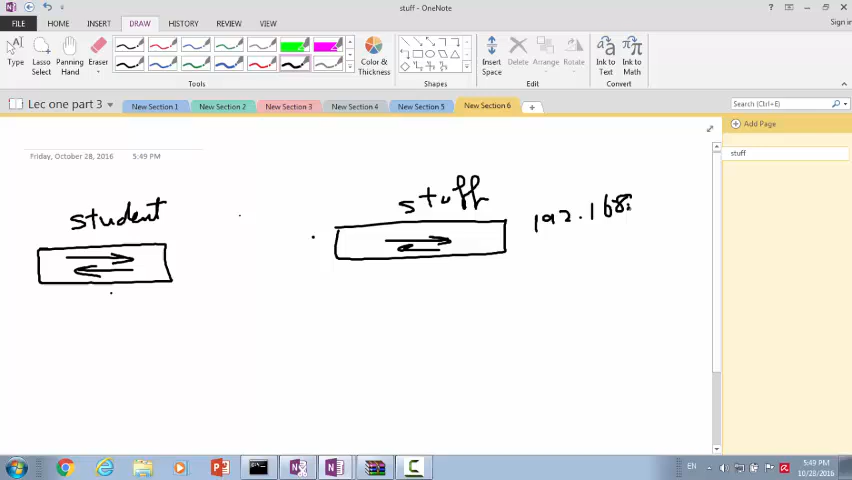 stuff - OneNote
Sign in
FILE HOME INSERT DRAW HISTORY REVIEW VIEW
Type Lasso Select Panning Hand Eraser Color & Thickness Insert Space Delete Arrange Rotate Ink to Text Ink to Math
Tools Shapes Edit Convert
Lec one part 3 New Section 1 New Section 2 New Section 3 New Section 4 New Section 5 New Section 6 Search (Ctrl+E)
Add Page
Friday, October 28, 2016 5:49 PM
stuff
student
stuff
192.168.
EN 5:49 PM
10/28/2016